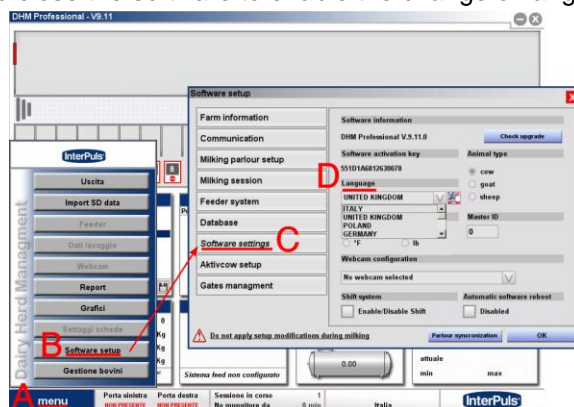 DHM Professional - V9.11
Software setup
Farm information
Communication
Milking parlour setup
Milking session
Feeder system
Database
Software settings
C
Aktivcow setup
Gates managment
Software information
DHM Professional V.9.11.0
Check upgrade
Software activation key
551D1A6812630878
Animal type
cow
goat
sheep
D
Language
UNITED KINGDOM
ITALY
UNITED KINGDOM
POLAND
GERMANY
°F
lb
Master ID
0
Webcam configuration
No webcam selected
Shift system
Enable/Disable Shift
Automatic software reboot
Disabled
Do not apply setup modifications during milking
Parlour syncronization
OK
InterPuls
Dairy Herd Managment
Uscita
Import SD data
Feeder
Dati lavaggio
Webcam
Report
Grafici
Settaggi schede
B
Software setup
Gestione bovini
A
menu
0
Kg
Kg
Kg
Sistema feed non configurato
0.00
attuale
min
max
Porta sinistra
NON PRESENTE
Porta destra
NON PRESENTE
Sessione in corso
1
No mungiture da
0 min
Italia
InterPuls